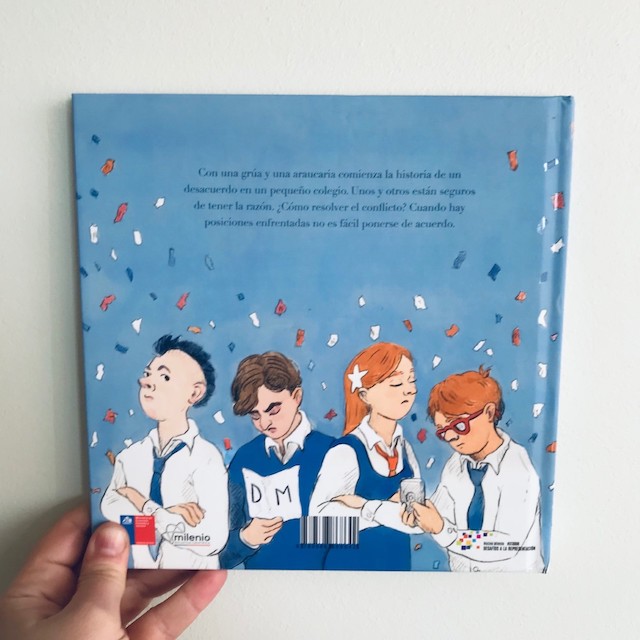 Con una grúa y una araucaria comienza la historia de un
desacuerdo en un pequeño colegio. Unos y otros están seguros
de tener la razón. ¿Cómo resolver el conflicto? Cuando hay
posiciones enfrentadas no es fácil ponerse de acuerdo.
D M
milenio
DESAFÍOS A LA REPRESENTACIÓN